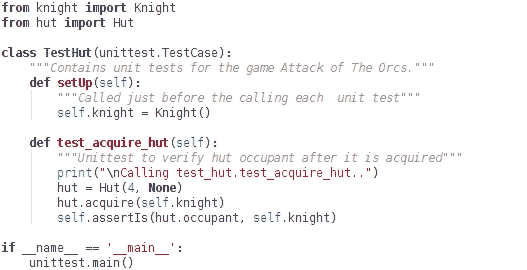 from knight import Knight
from hut import Hut
class TestHut(unittest.TestCase):
    """Contains unit tests for the game Attack of The Orcs."""
    def setUp(self):
        """Called just before the calling each  unit test"""
        self.knight = Knight()
    def test_acquire_hut(self):
        """Unittest to verify hut occupant after it is acquired"""
        print("\nCalling test_hut.test_acquire_hut..")
        hut = Hut(4, None)
        hut.acquire(self.knight)
        self.assertIs(hut.occupant, self.knight)
if __name__ == '__main__':
    unittest.main()